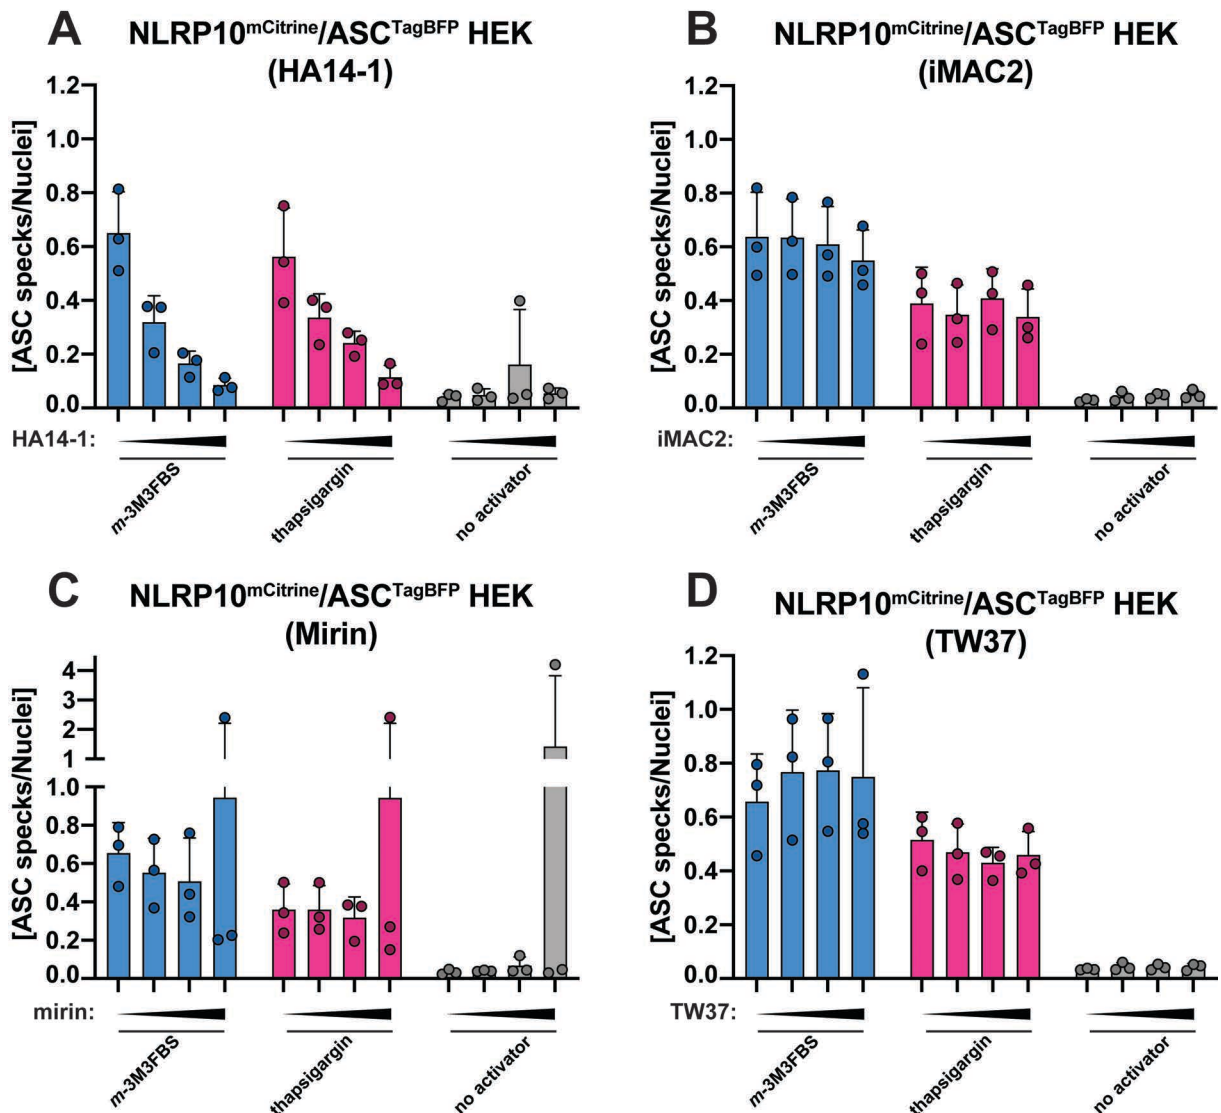 A
NLRP10mCitrine/ASCTagBFP HEK
(HA14-1)
[ASC specks/Nuclei]
1.2
1.0
0.8
0.6
0.4
0.2
0.0
HA14-1:
m-3M3FBS
thapsigargin
no activator
B
NLRP10mCitrine/ASCTagBFP HEK
(iMAC2)
[ASC specks/Nuclei]
1.2
1.0
0.8
0.6
0.4
0.2
0.0
iMAC2:
m-3M3FBS
thapsigargin
no activator
C
NLRP10mCitrine/ASCTagBFP HEK
(Mirin)
[ASC specks/Nuclei]
4
3
2
1
1.0
0.8
0.6
0.4
0.2
0.0
mirin:
m-3M3FBS
thapsigargin
no activator
D
NLRP10mCitrine/ASCTagBFP HEK
(TW37)
[ASC specks/Nuclei]
1.2
1.0
0.8
0.6
0.4
0.2
0.0
TW37:
m-3M3FBS
thapsigargin
no activator